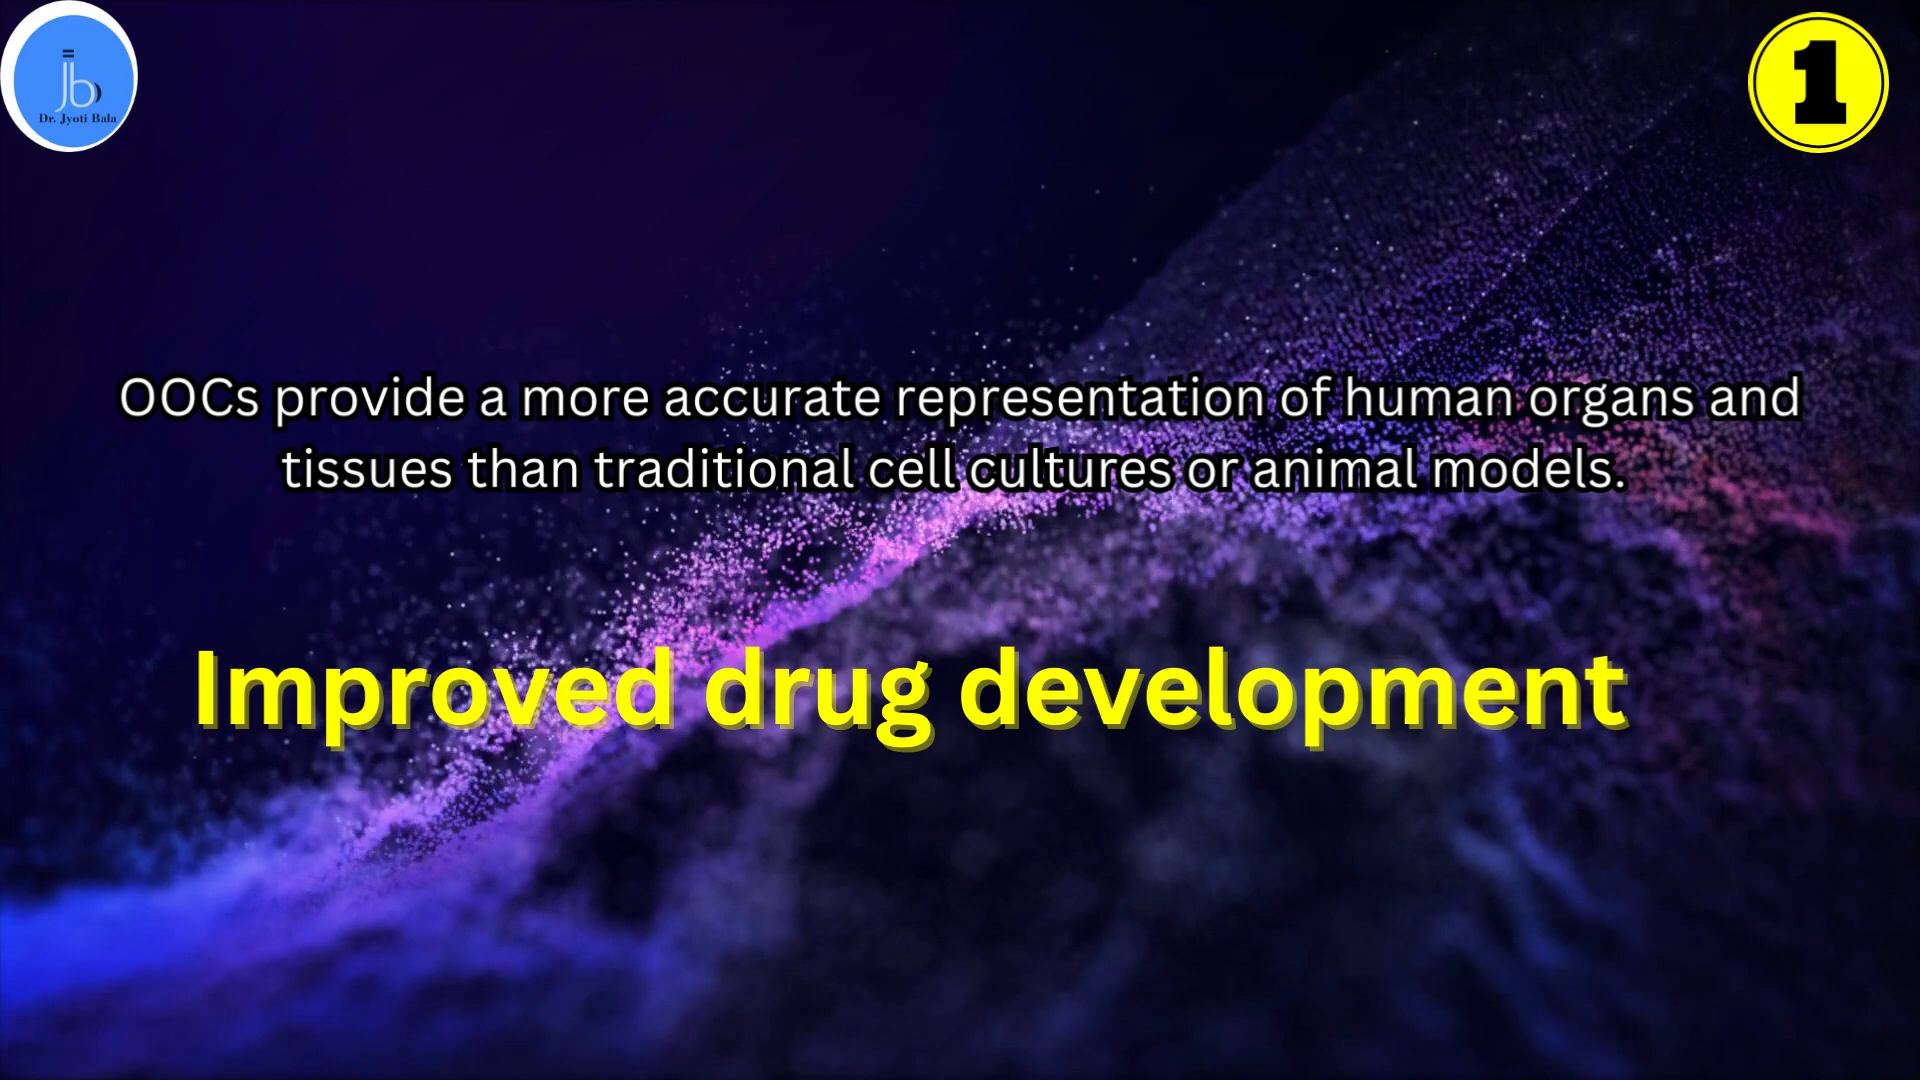 jb
Dr. Jyoti Bala
1
OOCs provide a more accurate representation of human organs and
tissues than traditional cell cultures or animal models.
Improved drug development